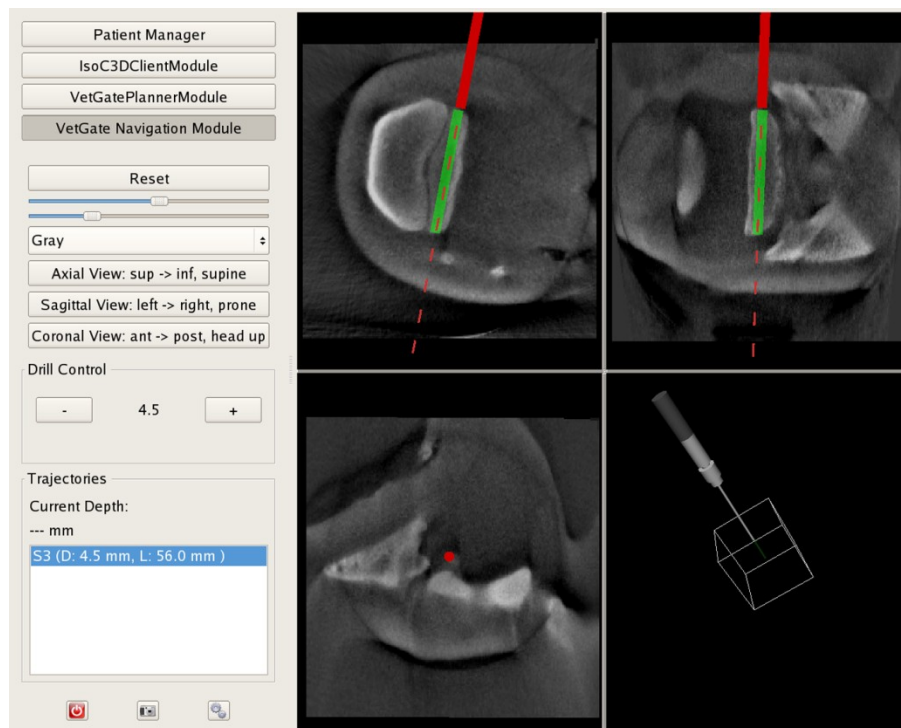 Patient Manager
IsoC3DClientModule
VetGatePlannerModule
VetGate Navigation Module
Reset
Gray
Axial View: sup -> inf, supine
Sagittal View: left -> right, prone
Coronal View: ant -> post, head up
Drill Control
- 4.5 +
Trajectories
Current Depth:
--- mm
S3 (D: 4.5 mm, L: 56.0 mm )